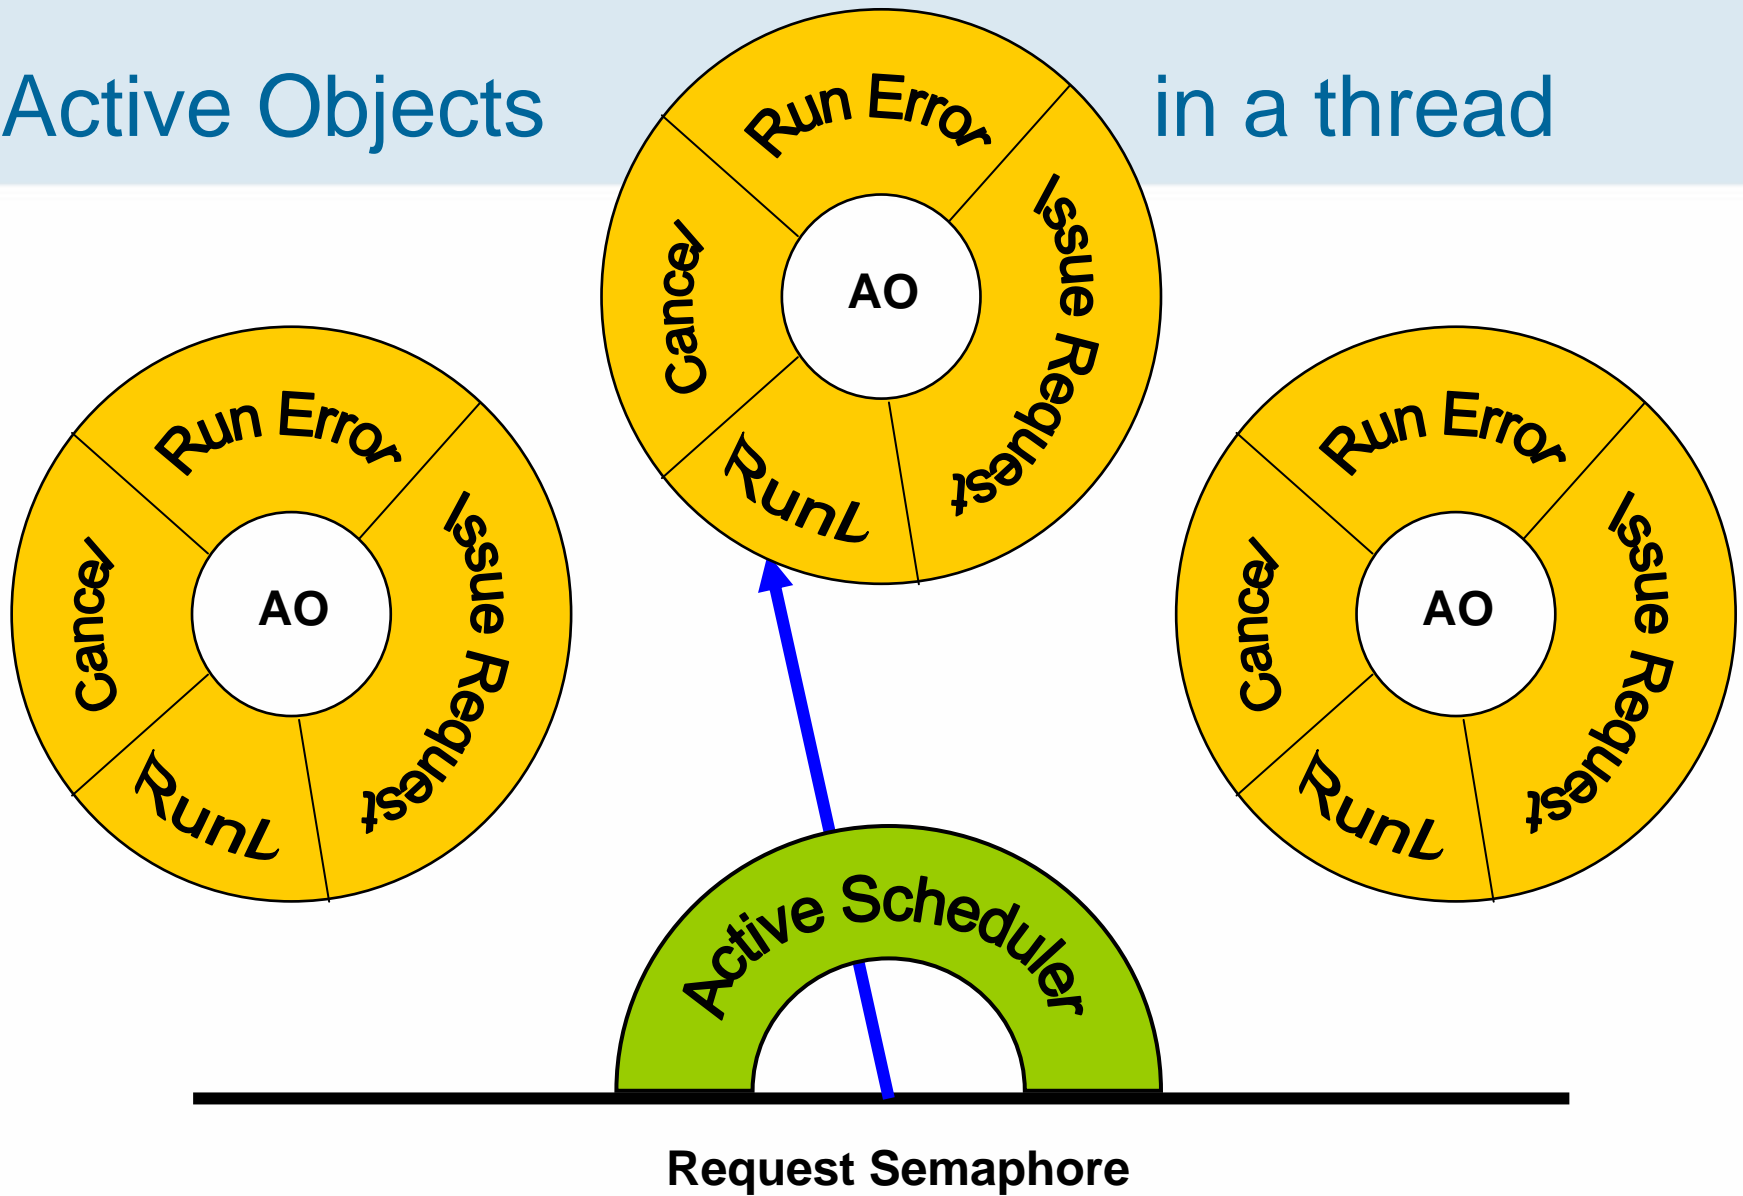 Active Objects in a thread
Run Error
Issue Request
Cancel
AO
RunL
Run Error
Issue Request
Cancel
AO
RunL
Run Error
Issue Request
Cancel
AO
RunL
Active Scheduler
Request Semaphore